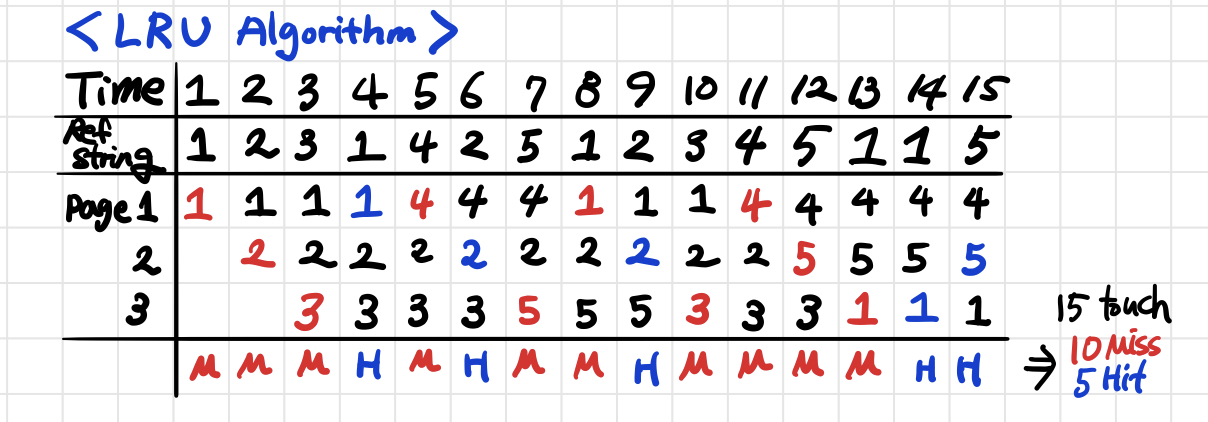 <LRU Algorithm>
Time 1 2 3 4 5 6 7 8 9 10 11 12 13 14 15
Ref string 1 2 3 1 4 2 5 1 2 3 4 5 1 1 5
Page 1 1 1 1 1 4 4 4 1 1 1 4 4 4 4 4
2 2 2 2 2 2 2 2 2 2 2 5 5 5 5
3 3 3 3 3 5 5 5 3 3 3 1 1 1
M M M H M H M M H M M M M H H
15 touch
⇒ 10 Miss
5 Hit